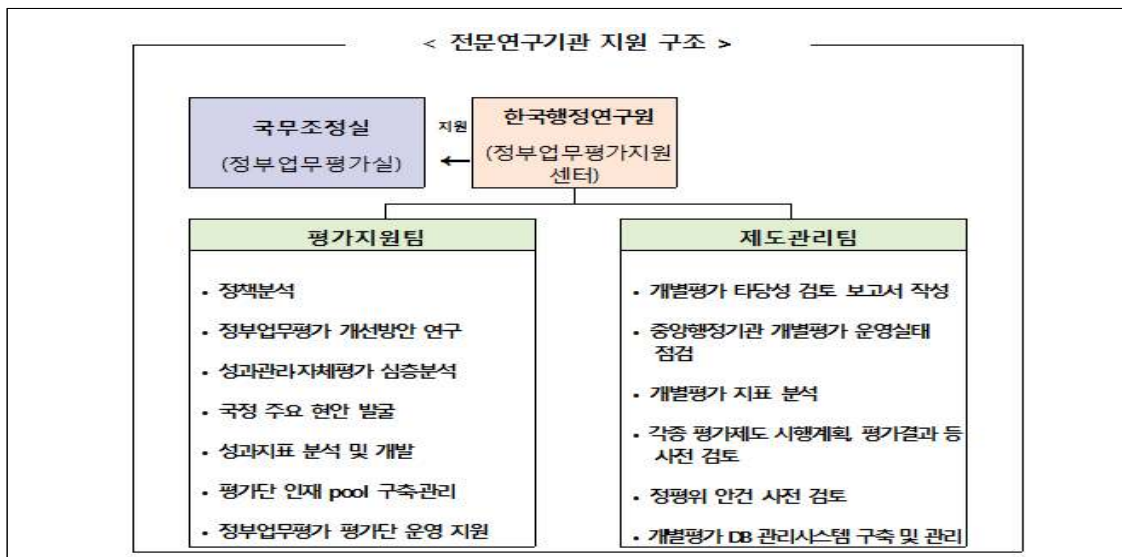 < 전문연구기관 지원 구조 >
국무조정실
(정부업무평가실)
지원
←
한국행정연구원
(정부업무평가지원
센터)
평가지원팀
• 정책분석
• 정부업무평가 개선방안 연구
• 성과관리·자체평가 심층분석
• 국정 주요 현안 발굴
• 성과지표 분석 및 개발
• 평가단 인재 pool 구축·관리
• 정부업무평가 평가단 운영 지원
제도관리팀
• 개별평가 타당성 검토 보고서 작성
• 중앙행정기관 개별평가 운영실태
점검
• 개별평가 지표 분석
• 각종 평가제도 시행계획, 평가결과 등
사전 검토
• 정평위 안건 사전 검토
• 개별평가 DB 관리시스템 구축 및 관리